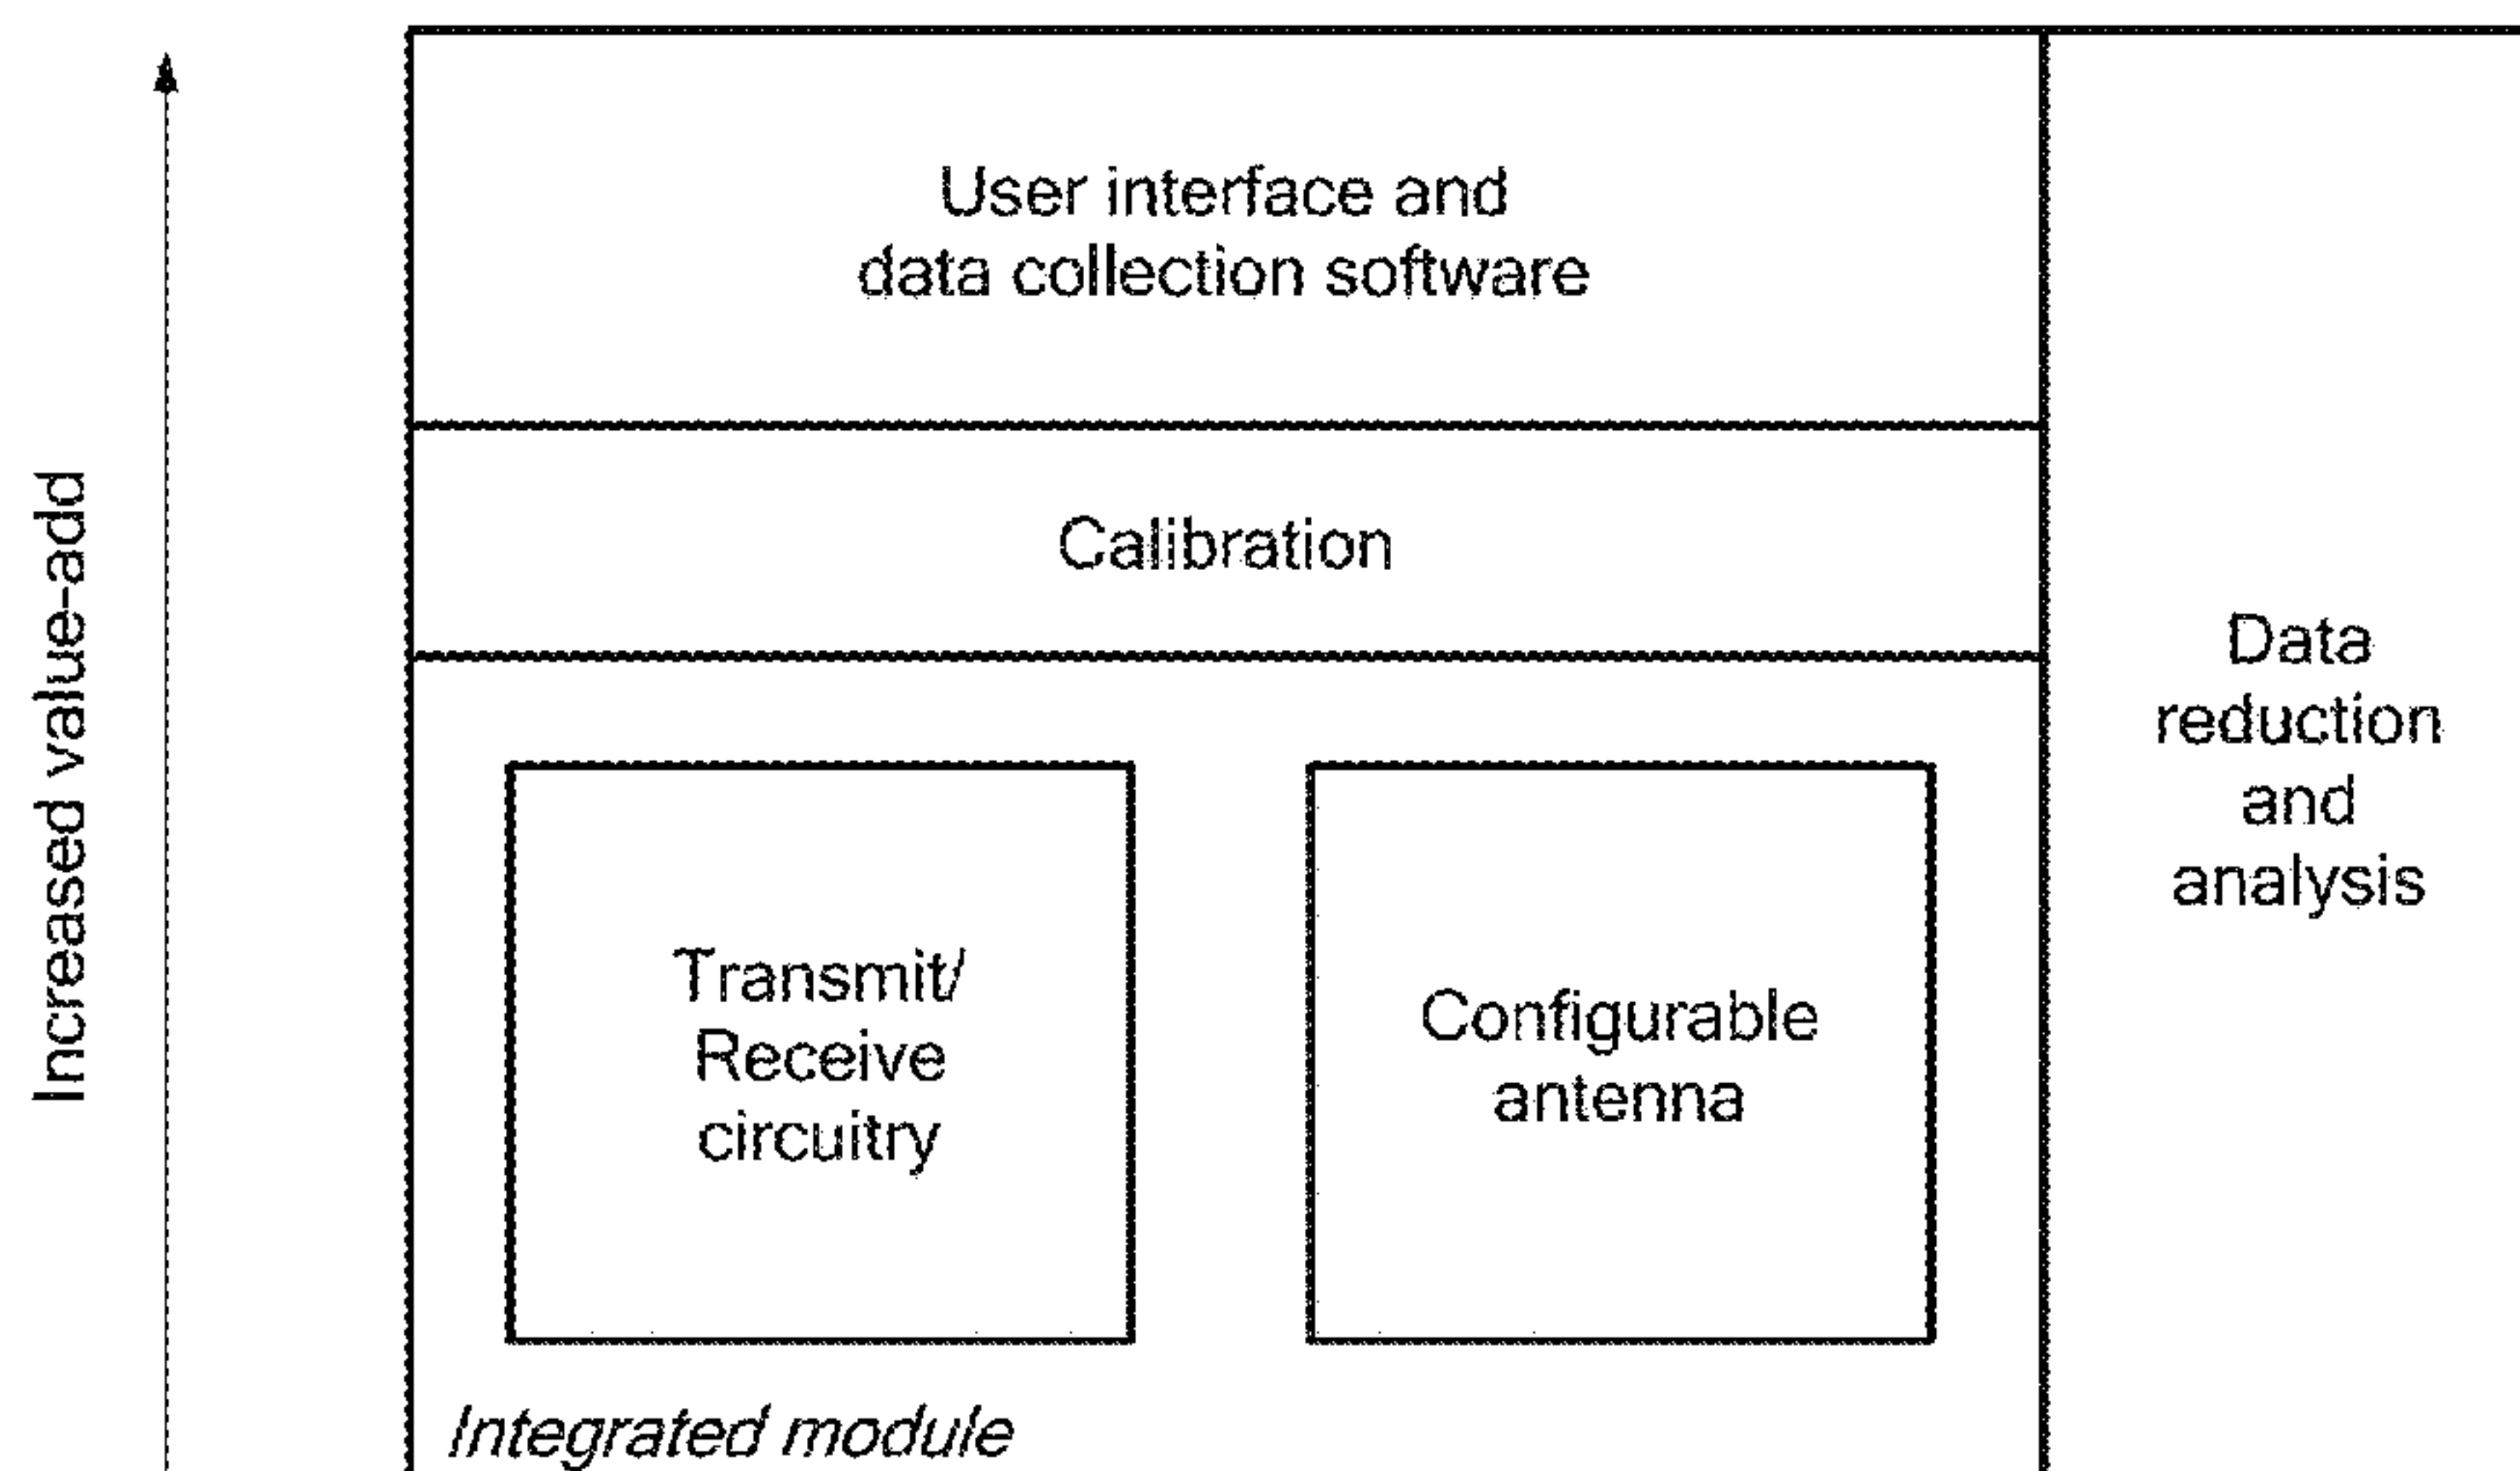 Increased value-add
User interface and
data collection software
Calibration
Data
reduction
and
analysis
Transmit/
Receive
circuitry
Configurable
antenna
Integrated module